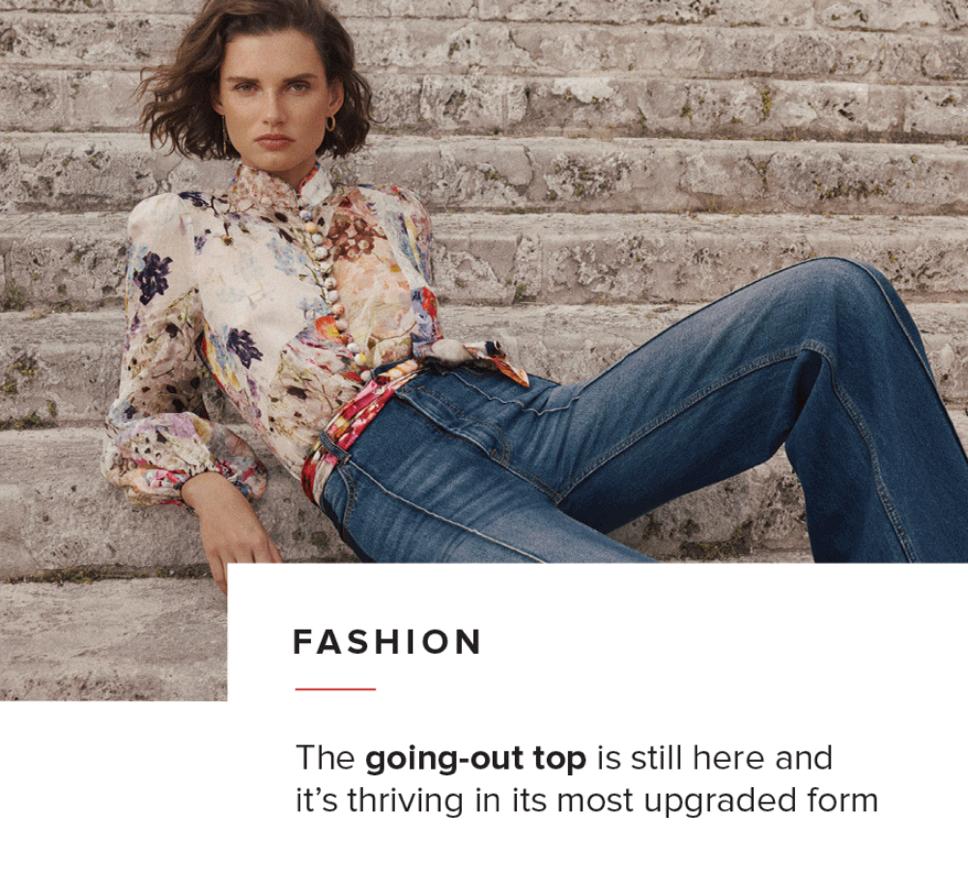 FASHION
The going-out top is still here and
it’s thriving in its most upgraded form